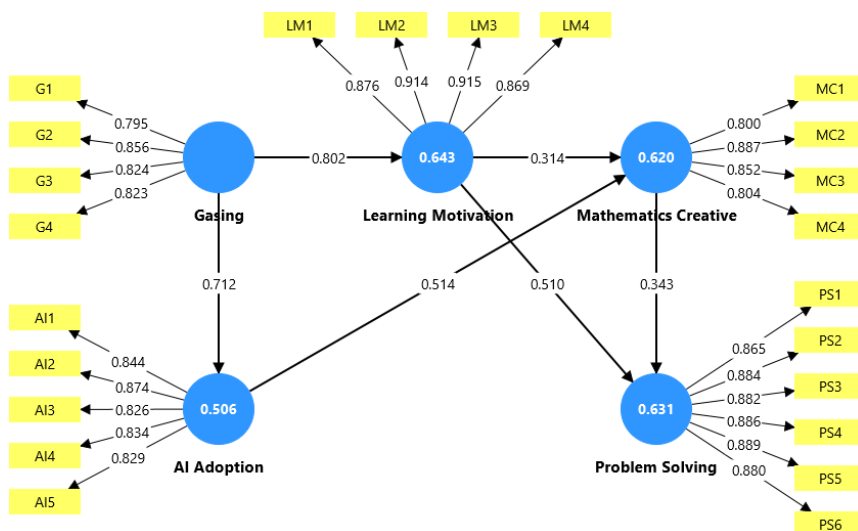 LM1 LM2 LM3 LM4
0.876 0.914 0.915 0.869
G1
G2
G3
G4
0.795
0.856
0.824
0.823
Gasing
0.802
0.643
Learning Motivation
0.314
0.620
Mathematics Creative
0.800
0.887
0.852
0.804
MC1
MC2
MC3
MC4
0.712
0.514
0.510
0.343
AI1
AI2
AI3
AI4
AI5
0.844
0.874
0.826
0.834
0.829
0.506
AI Adoption
0.631
Problem Solving
0.865
0.884
0.882
0.886
0.889
0.880
PS1
PS2
PS3
PS4
PS5
PS6